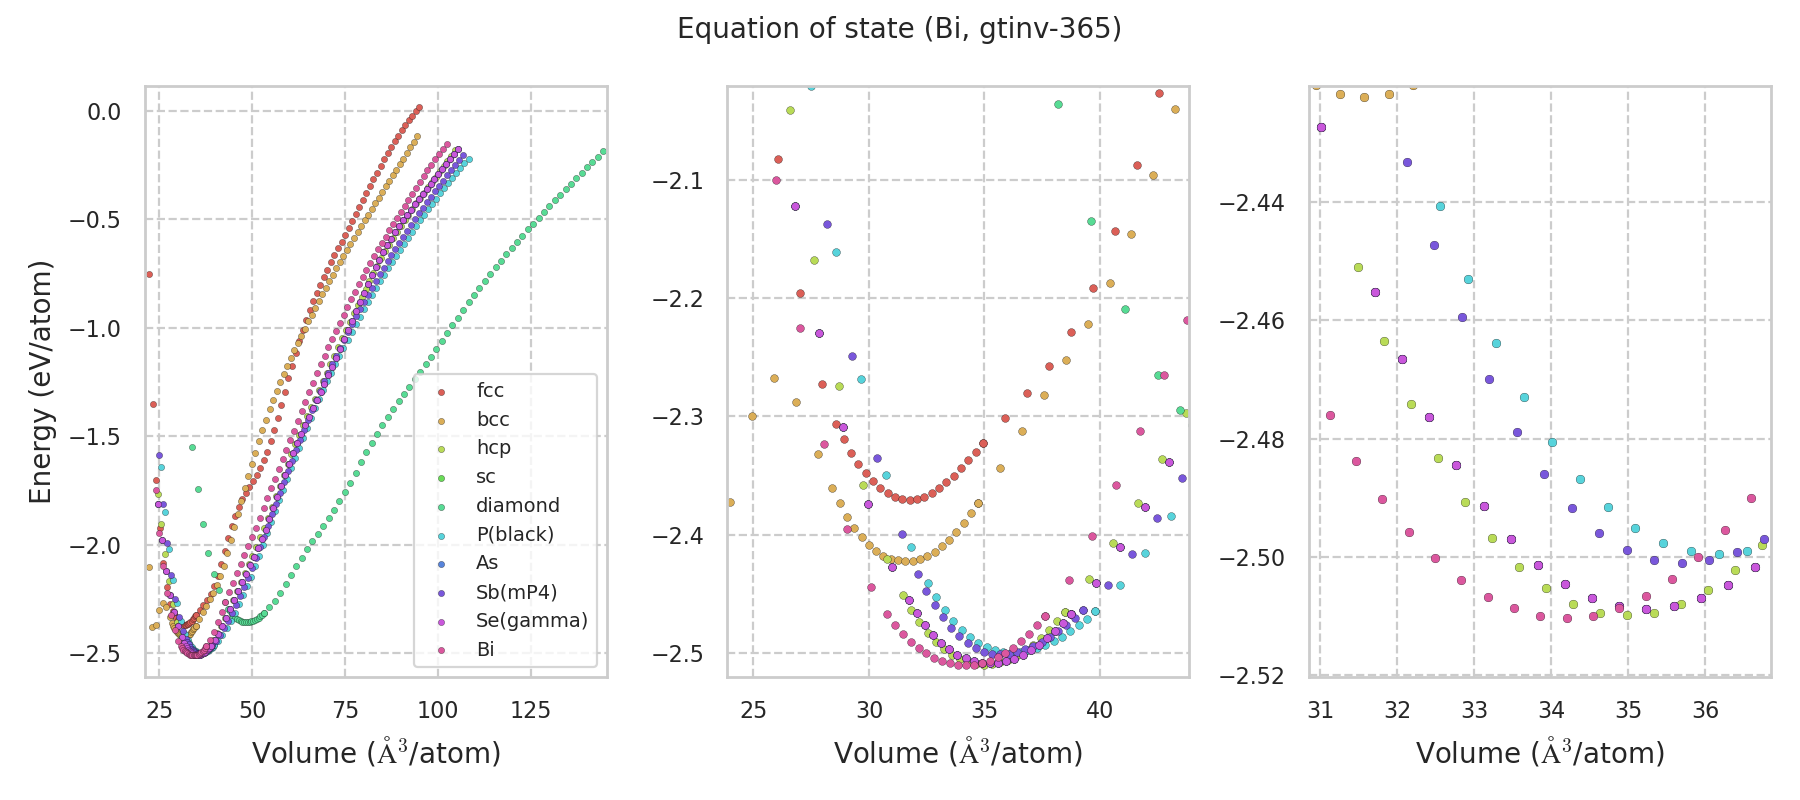 Equation of state (Bi, gtinv-365)
Energy (eV/atom)
0.0
−0.5
−1.0
−1.5
−2.0
−2.5
25 50 75 100 125
Volume (Å³/atom)
fcc
bcc
hcp
sc
diamond
P(black)
As
Sb(mP4)
Se(gamma)
Bi
−2.1
−2.2
−2.3
−2.4
−2.5
25 30 35 40
Volume (Å³/atom)
−2.44
−2.46
−2.48
−2.50
−2.52
31 32 33 34 35 36
Volume (Å³/atom)